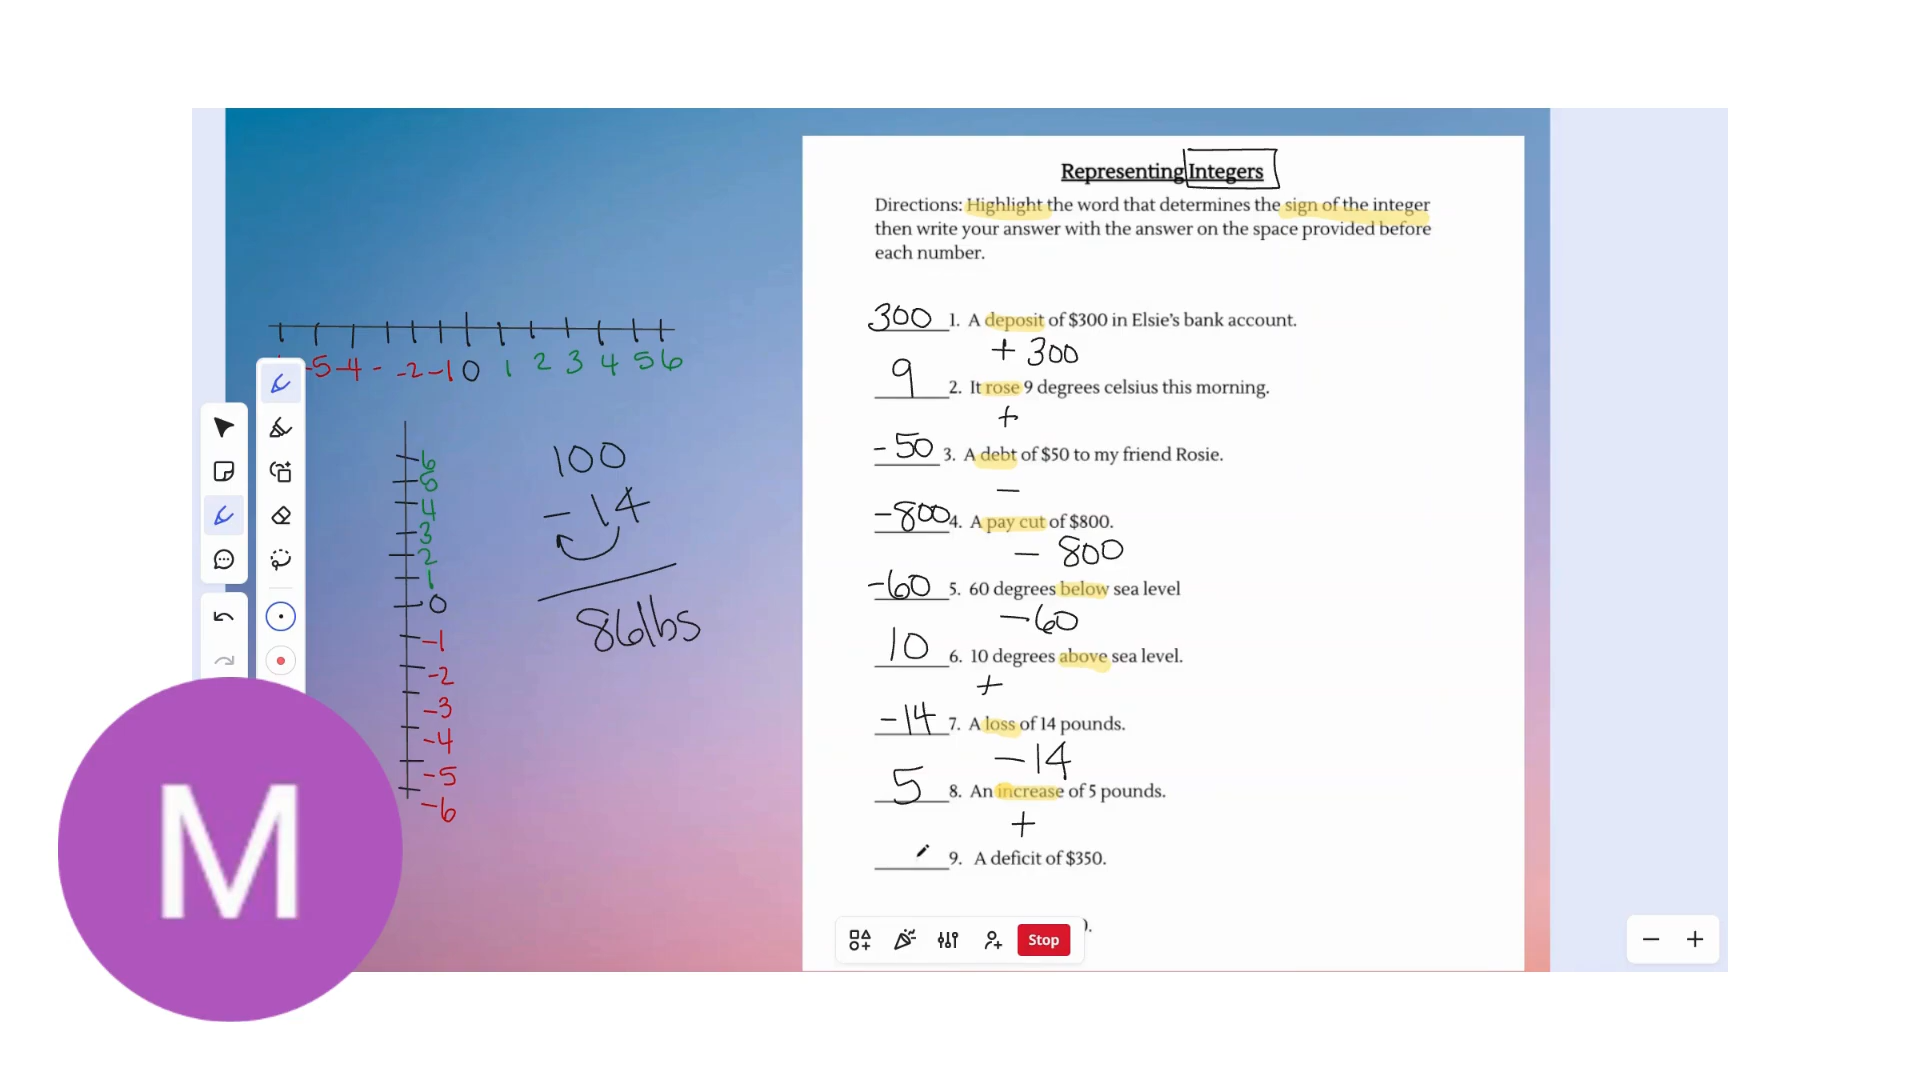 Representing Integers
Directions: Highlight the word that determines the sign of the integer
then write your answer with the answer on the space provided before
each number.
300 1. A deposit of $300 in Elsie's bank account.
+ 300
9 2. It rose 9 degrees celsius this morning.
+
-50 3. A debt of $50 to my friend Rosie.
-
-800 4. A pay cut of $800.
- 800
-60 5. 60 degrees below sea level
-60
10 6. 10 degrees above sea level.
+
-14 7. A loss of 14 pounds.
-14
5 8. An increase of 5 pounds.
+
9. A deficit of $350.
).
-5 -4 - -2 -1 0 1 2 3 4 5 6
6
5
4
3
2
1
0
-1
-2
-3
-4
-5
-6
100
- 14
86lbs
M
Stop